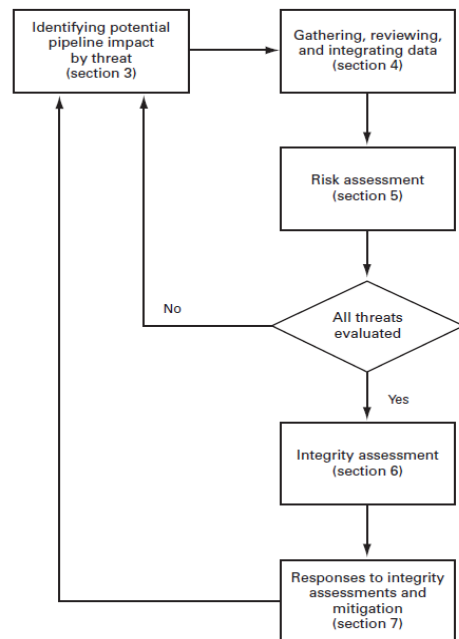 Identifying potential
pipeline impact
by threat
(section 3)
Gathering, reviewing,
and integrating data
(section 4)
Risk assessment
(section 5)
All threats
evaluated
No
Yes
Integrity assessment
(section 6)
Responses to integrity
assessments and
mitigation
(section 7)